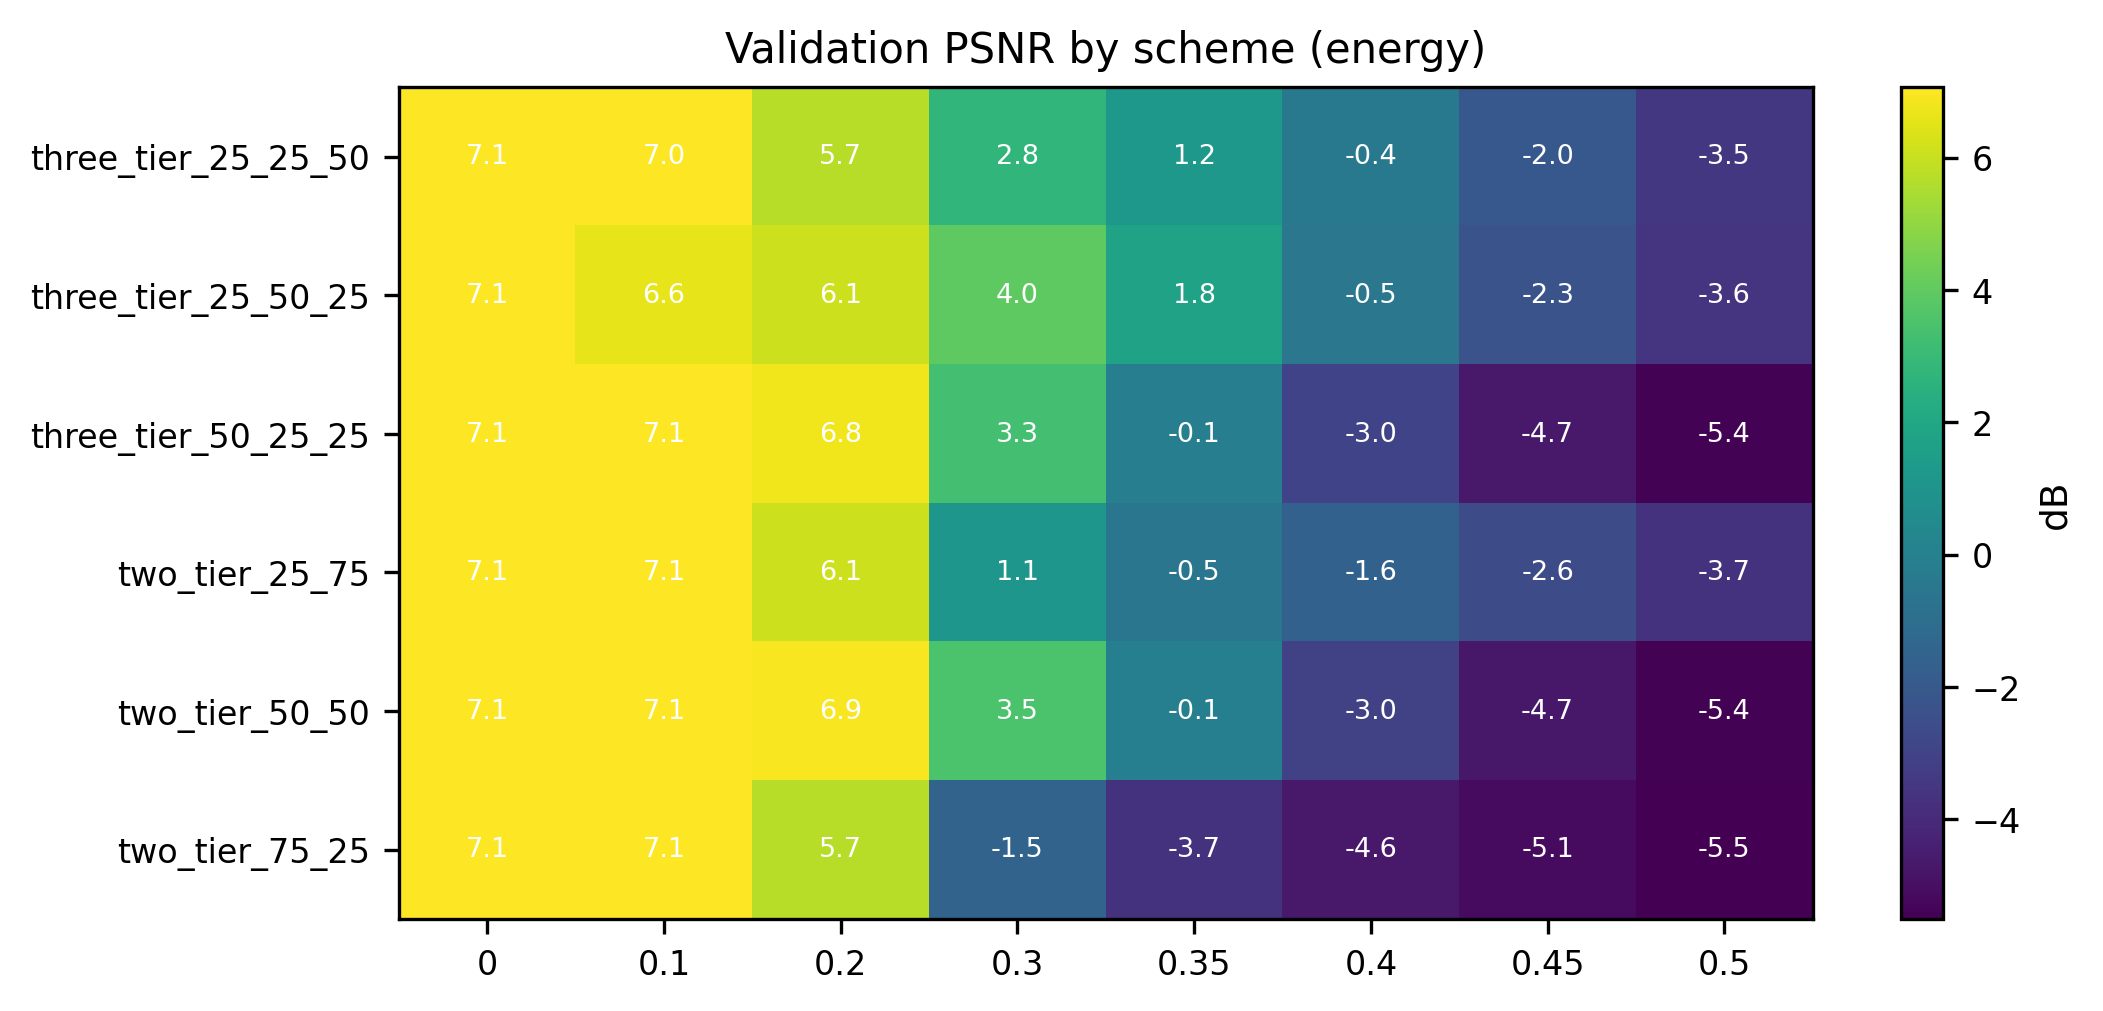 Validation PSNR by scheme (energy)
three_tier_25_25_50 7.1 7.0 5.7 2.8 1.2 -0.4 -2.0 -3.5
three_tier_25_50_25 7.1 6.6 6.1 4.0 1.8 -0.5 -2.3 -3.6
three_tier_50_25_25 7.1 7.1 6.8 3.3 -0.1 -3.0 -4.7 -5.4
two_tier_25_75 7.1 7.1 6.1 1.1 -0.5 -1.6 -2.6 -3.7
two_tier_50_50 7.1 7.1 6.9 3.5 -0.1 -3.0 -4.7 -5.4
two_tier_75_25 7.1 7.1 5.7 -1.5 -3.7 -4.6 -5.1 -5.5
0 0.1 0.2 0.3 0.35 0.4 0.45 0.5
6
4
2
0
−2
−4
dB